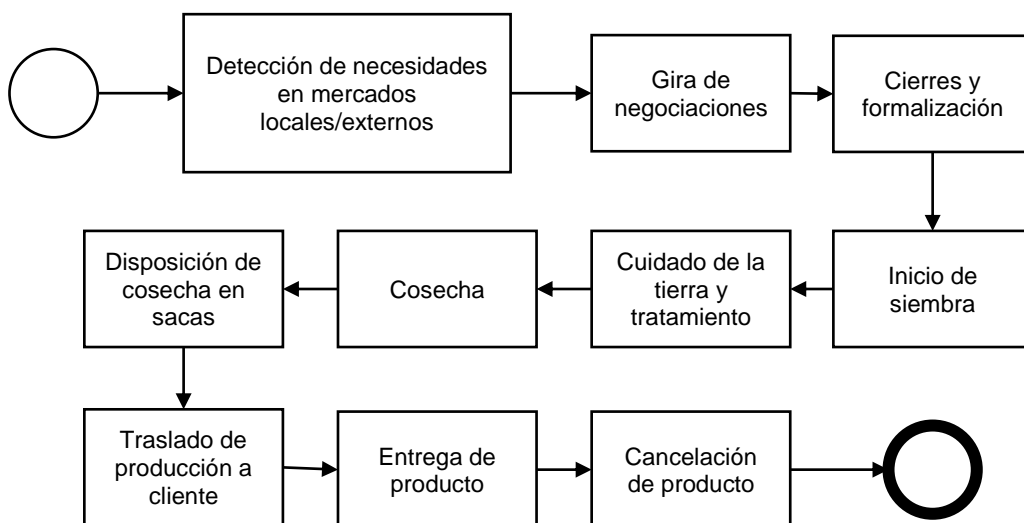 Detección de necesidades
en mercados
locales/externos
Gira de
negociaciones
Cierres y
formalización
Inicio de
siembra
Cuidado de la
tierra y
tratamiento
Cosecha
Disposición de
cosecha en
sacas
Traslado de
producción a
cliente
Entrega de
producto
Cancelación
de producto